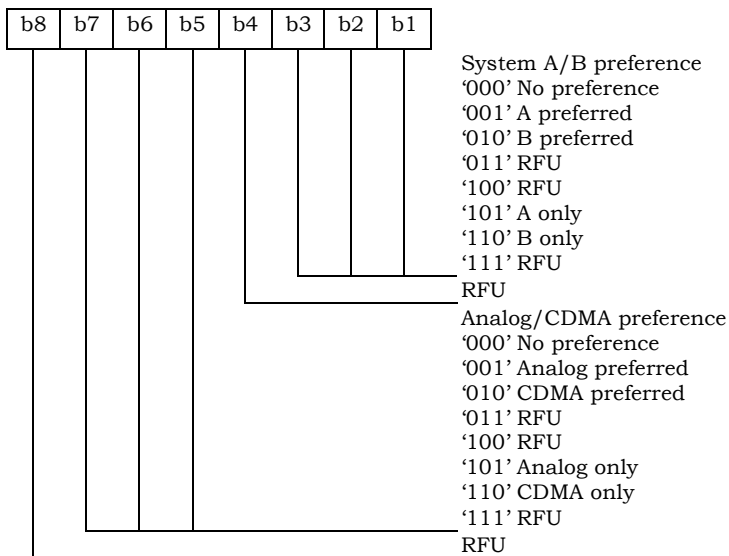 b8 b7 b6 b5 b4 b3 b2 b1
System A/B preference
‘000’ No preference
‘001’ A preferred
‘010’ B preferred
‘011’ RFU
‘100’ RFU
‘101’ A only
‘110’ B only
‘111’ RFU
RFU
Analog/CDMA preference
‘000’ No preference
‘001’ Analog preferred
‘010’ CDMA preferred
‘011’ RFU
‘100’ RFU
‘101’ Analog only
‘110’ CDMA only
‘111’ RFU
RFU